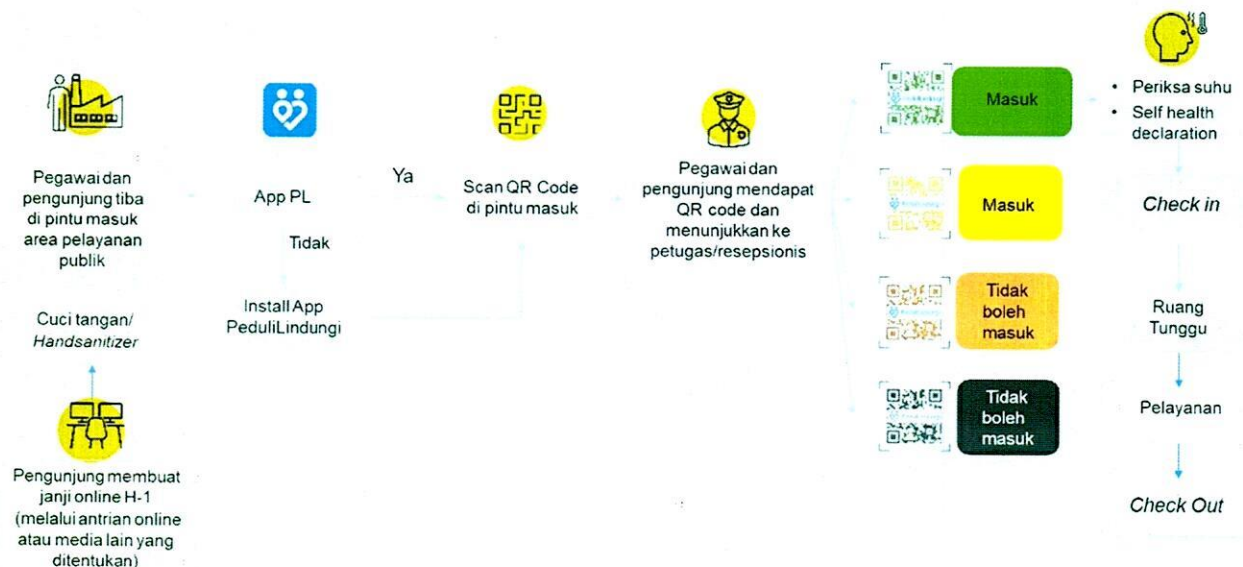 Pegawai dan
pengunjung tiba
di pintu masuk
area pelayanan
publik
Cuci tangan/
Handsanitizer
Pengunjung membuat
janji online H-1
(melalui antrian online
atau media lain yang
ditentukan)
App PL
Ya
Tidak
Install App
PeduliLindungi
Scan QR Code
di pintu masuk
Pegawai dan
pengunjung mendapat
QR code dan
menunjukkan ke
petugas/resepsionis
Masuk
Masuk
Tidak
boleh
masuk
Tidak
boleh
masuk
• Periksa suhu
• Self health
declaration
Check in
Ruang
Tunggu
Pelayanan
Check Out